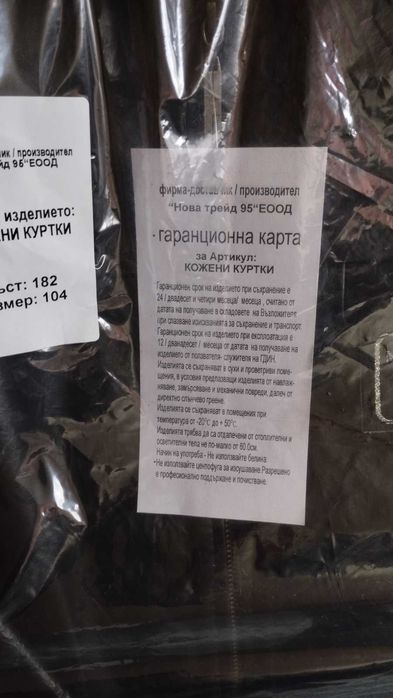 ик / производител
йд 95“ЕООД
изделието:
НИ КУРТКИ
ст: 182
змер: 104
фирма-доставчик / производител
“Нова трейд 95“ЕООД
· гаранционна карта
за Артикул:
КОЖЕНИ КУРТКИ
Гаранционен срок на изделието при съхранение е
24 / двадесет и четири месеца/ месеца , считано от
датата на получаване в складовете на Възложителя
при спазване изискванията за съхранение и транспорт.
Гаранционен срок на изделието при експлоатация е
12 / дванадесет / месеца от датата на получаване на
изделието от ползвателя- служителя на ГДИН.
Изделията се съхраняват в сухи и проветриви поме-
щения, в условия предпазващи изделията от навлаж-
няване, замърсяване и механични повреди, далеч от
директно слънчево греене.
Изделията се съхраняват в помещения при
температура от -20°С до + 50°С.
Изделията трябва да са отдалечени от отоплителни и
осветителни тела не по-малко от 60.0см.
Начин на употреба - Не използвайте белина
•Не използвайте центофуга за изсушаване.Разрешено
е професионално поддържане и почистване.